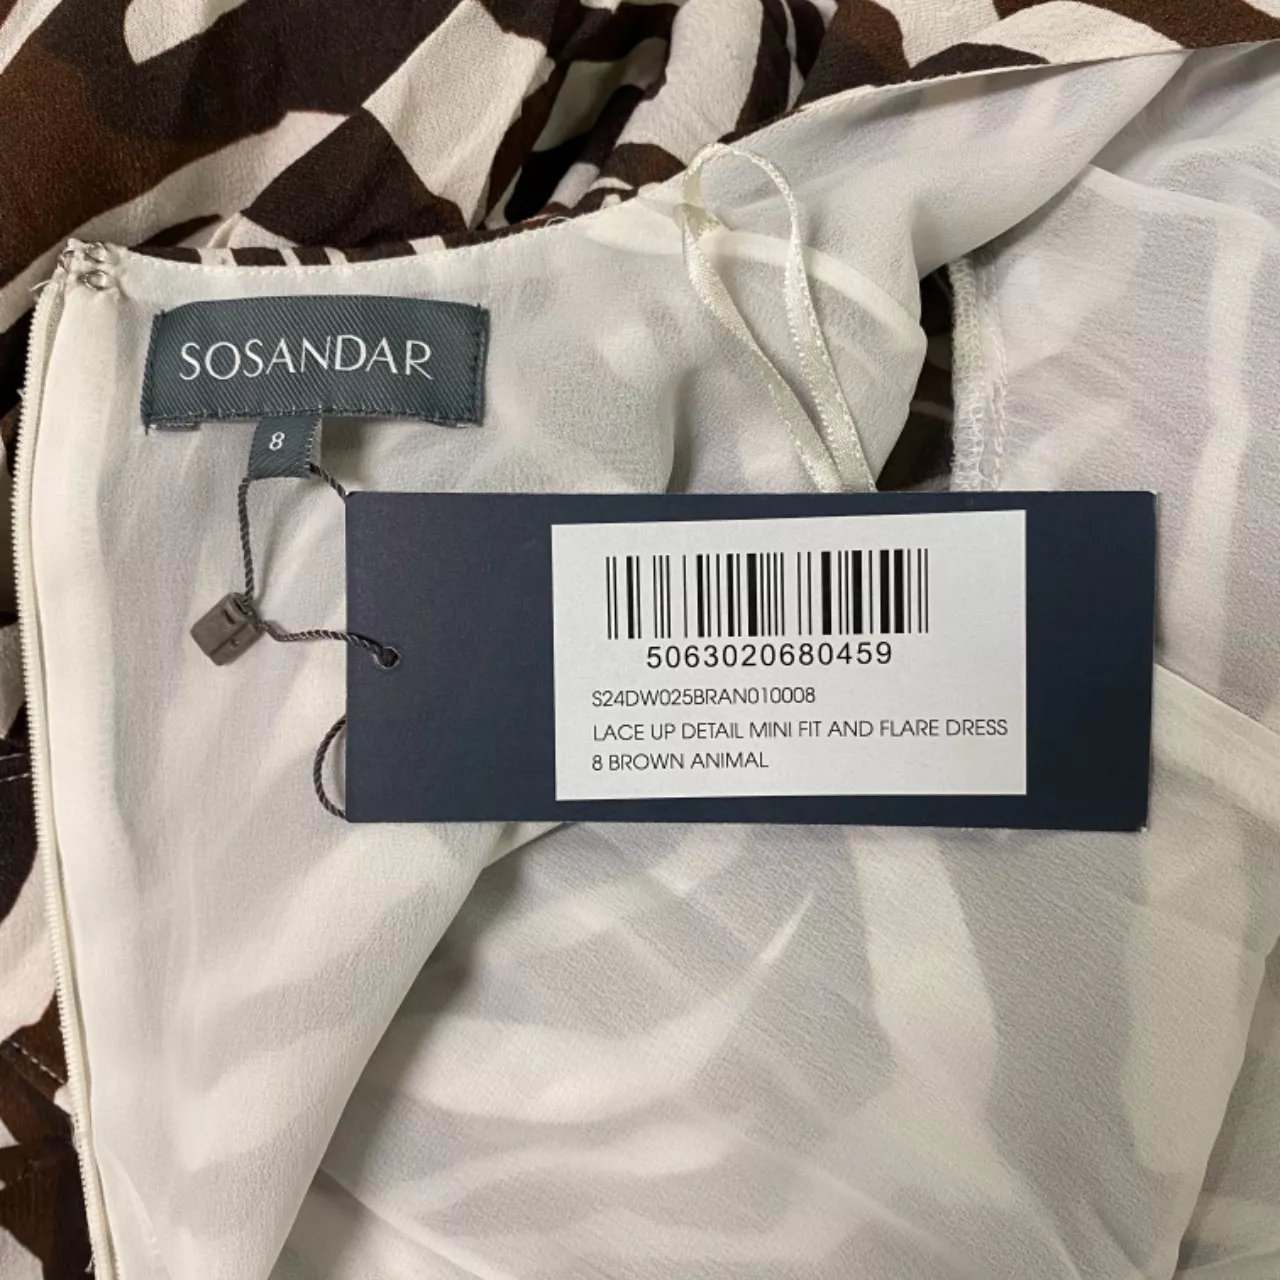 SOSANDAR
8
5063020680459
S24DW025BRAN010008
LACE UP DETAIL MINI FIT AND FLARE DRESS
8 BROWN ANIMAL